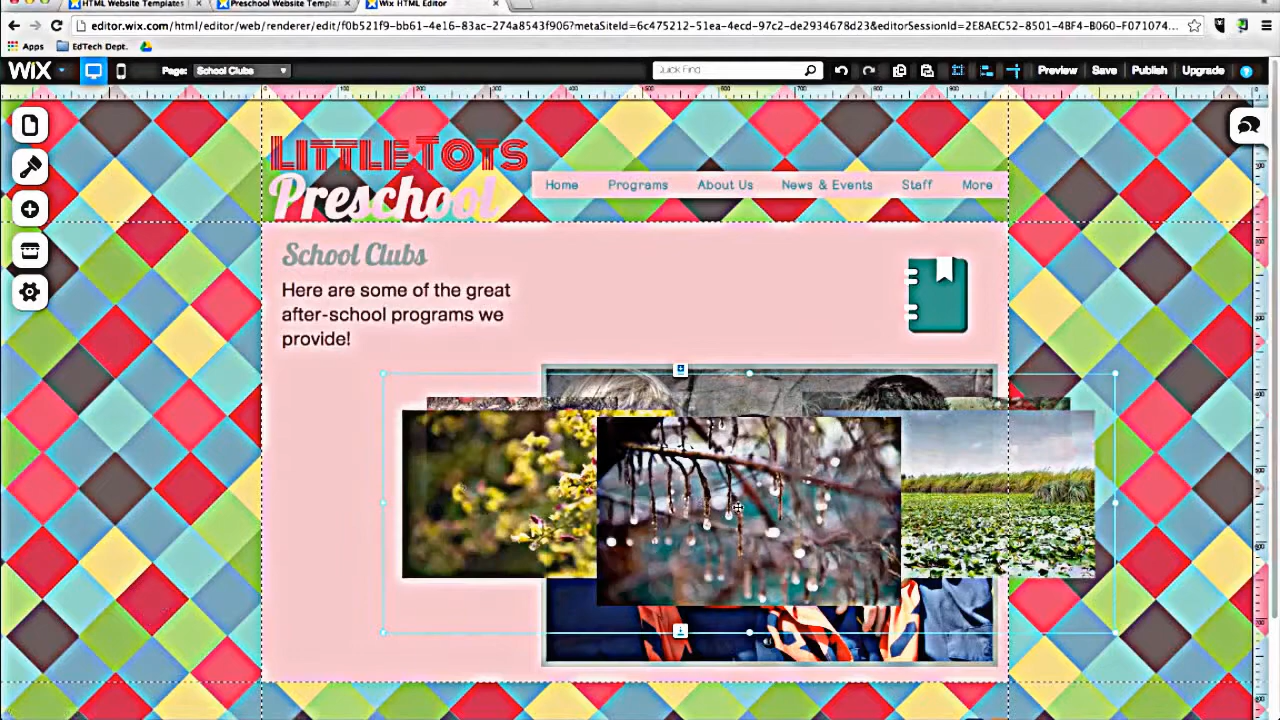 HTML Website Templates
Preschool Website Templat
Wix HTML Editor
editor.wix.com/html/editor/web/renderer/edit/f0b521f9-bb61-4e16-83ac-274a8543f906?metaSiteId=6c475212-51ea-4ecd-97c2-de2934678d23&editorSessionId=2E8AEC52-8501-4BF4-B060-F071074...
Apps
EdTech Dept.
WIX
Page:
School Clubs
Quick Find
Preview
Save
Publish
Upgrade
?
LITTLE TOTS
Preschool
Home
Programs
About Us
News & Events
Staff
More
School Clubs
Here are some of the great
after-school programs we
provide!